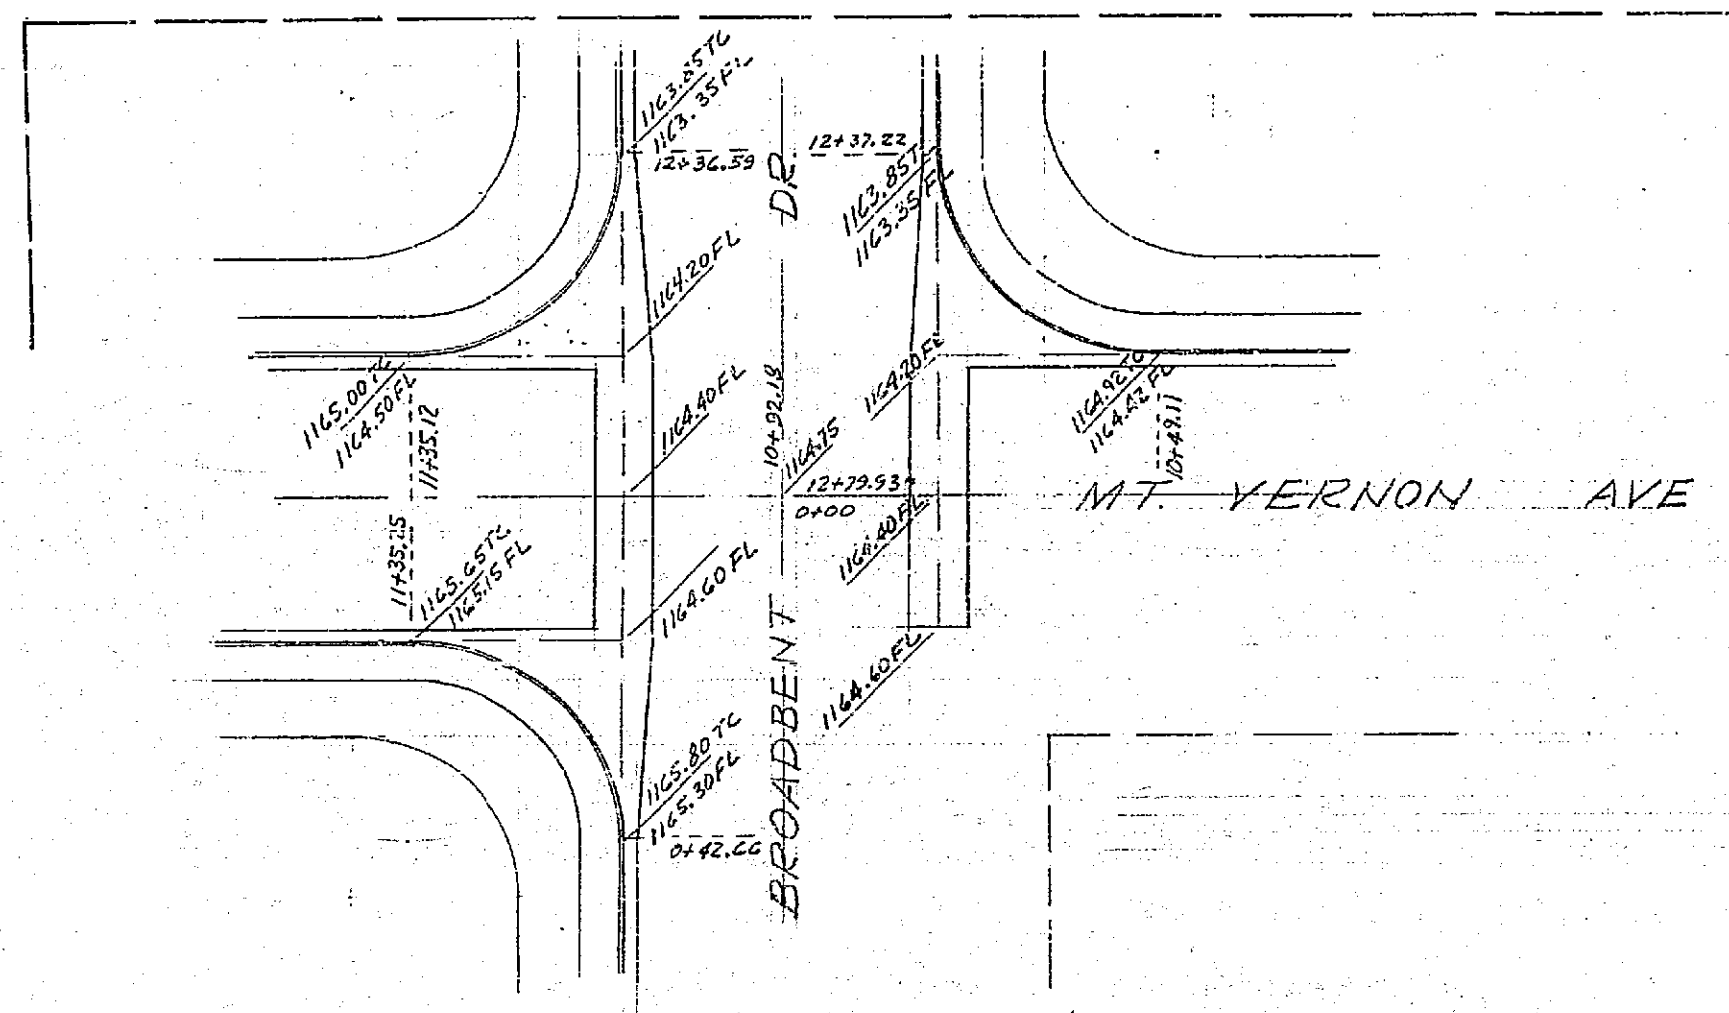 1163.85TC
1163.35FL
12+36.59
12+37.22
1163.85TC
1163.35FL
DR.
1164.20FL
1164.20FL
1165.00TC
1164.50FL
11+35.12
1164.40FL
10+92.18
1164.75
1164.92TC
1164.42FL
10+49.11
12+79.93
0+00
MT. VERNON AVE
11+35.25
1165.65TC
1165.15FL
1164.40FL
1164.60FL
1164.60FL
BROADBENT
1165.80TC
1165.30FL
0+42.66